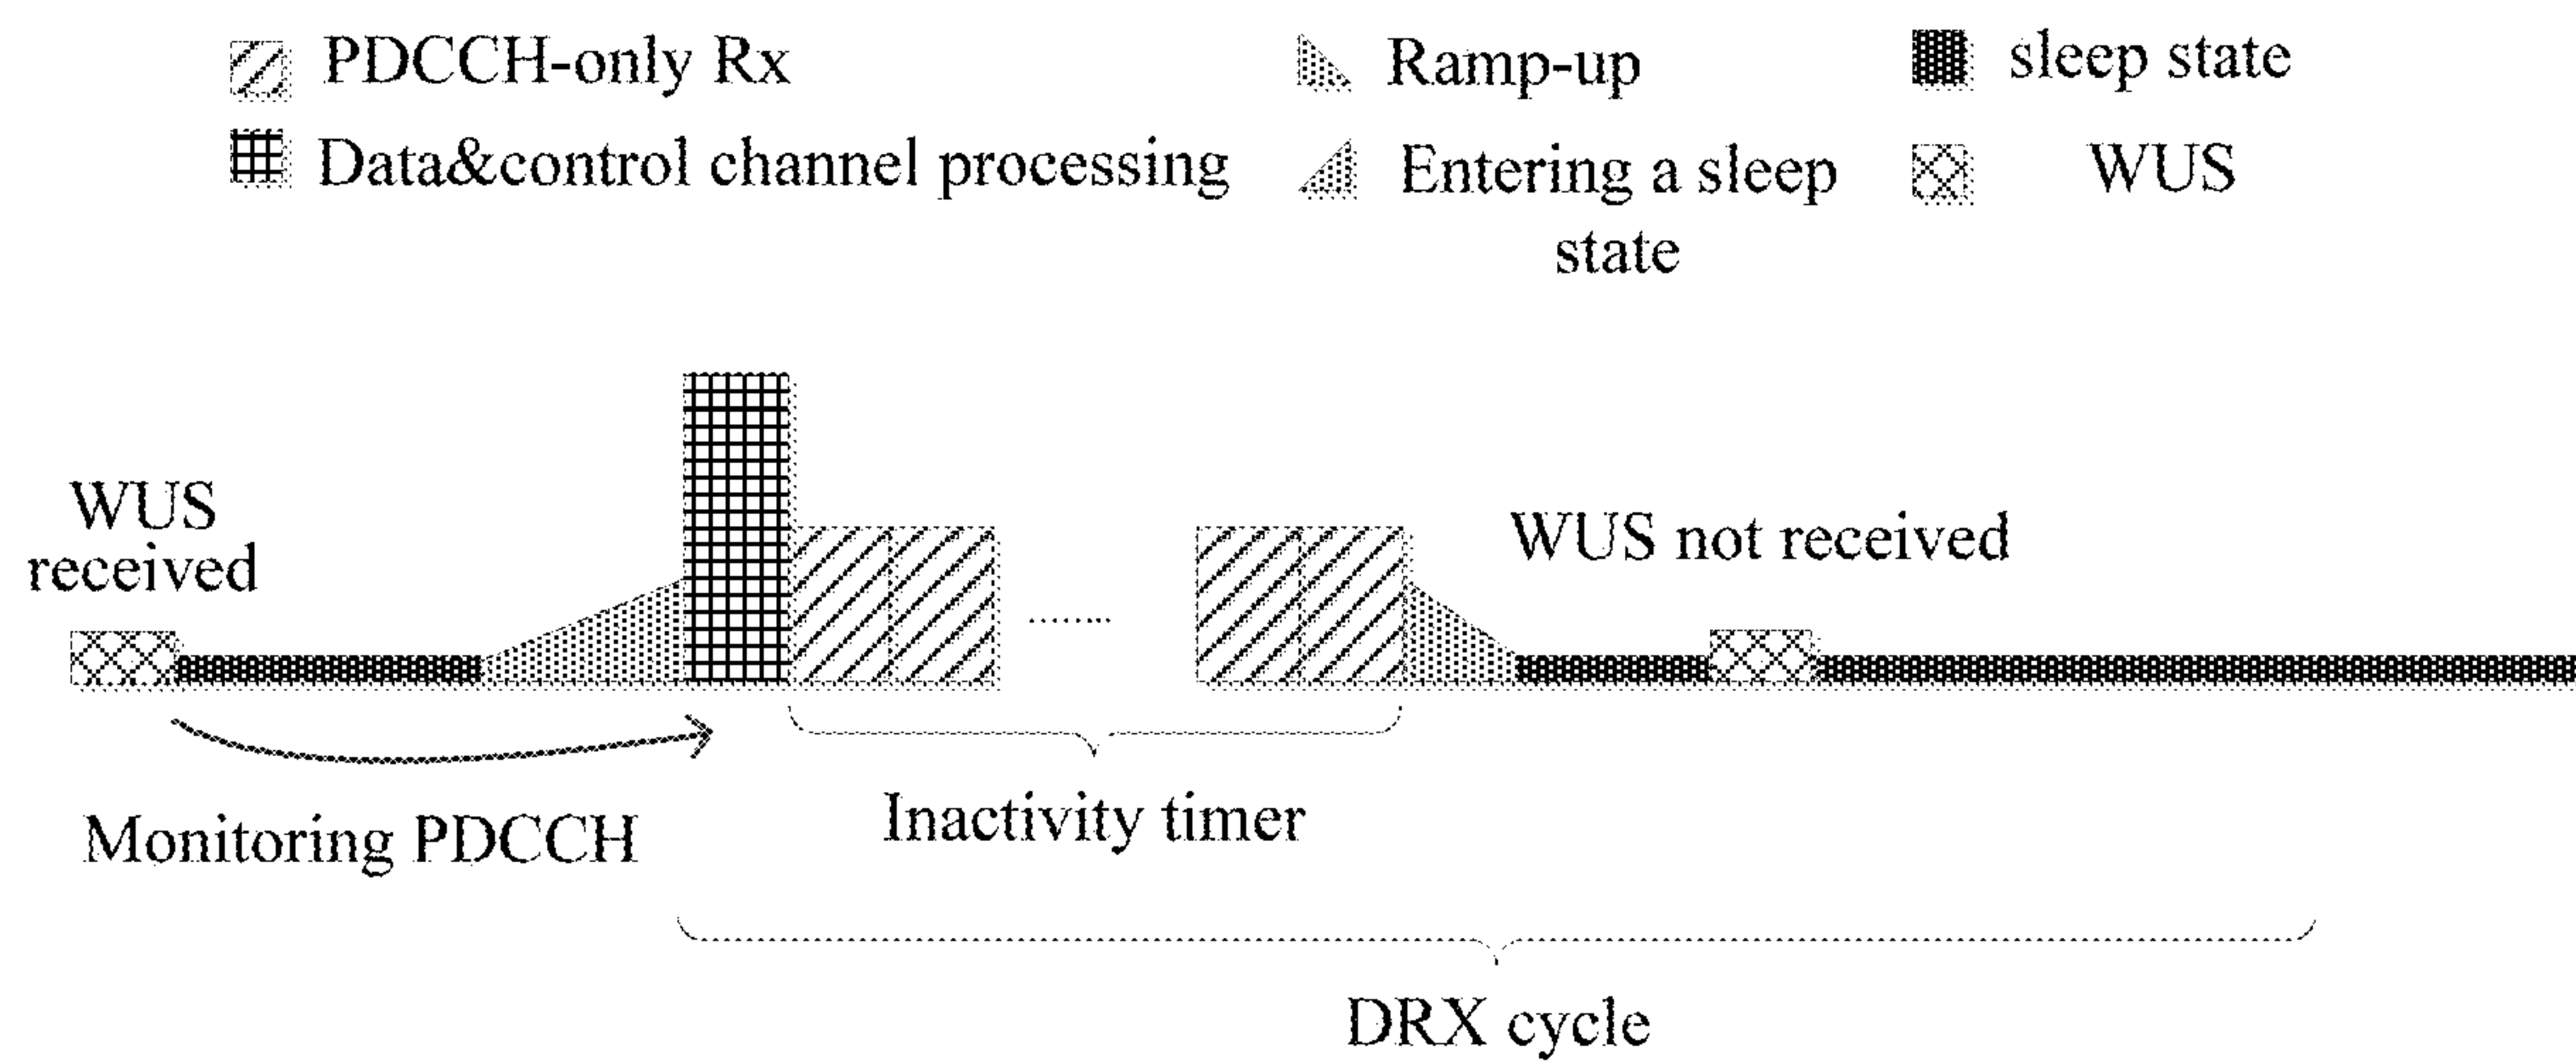 PDCCH-only Rx
Ramp-up
sleep state
Data&control channel processing
Entering a sleep
state
WUS
WUS
received
WUS not received
.......
Monitoring PDCCH
Inactivity timer
DRX cycle